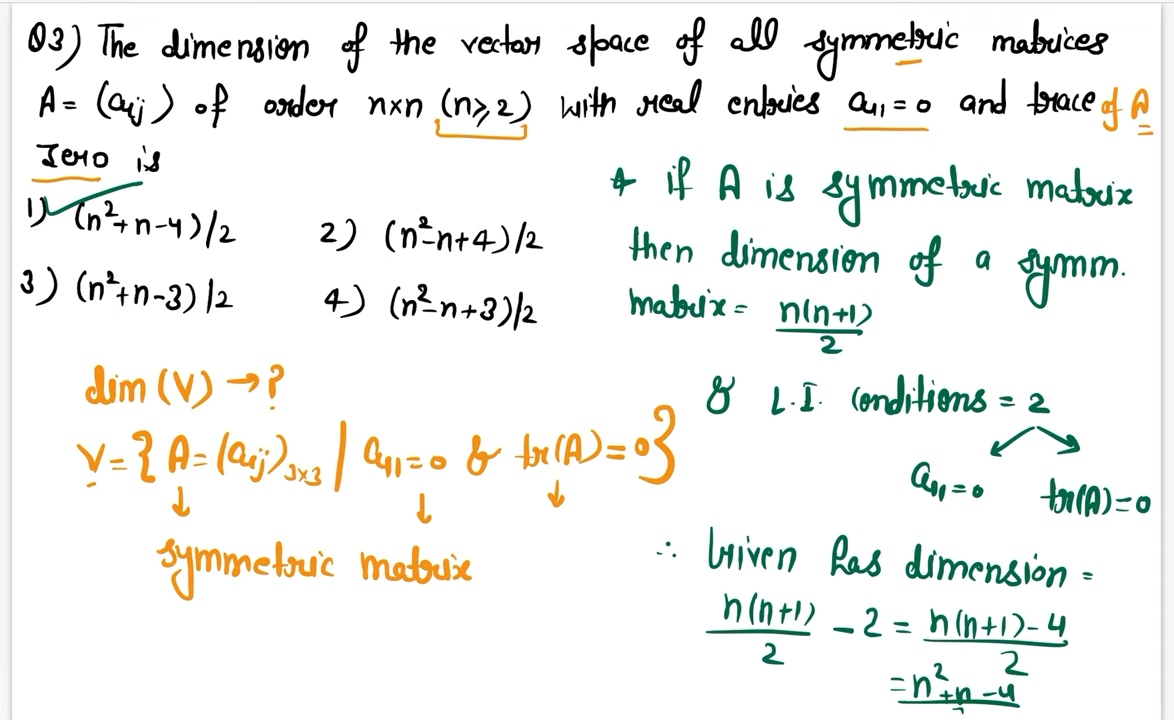 Q3) The dimension of the vector space of all symmetric matrices
A = (aij) of order n×n (n≥2) with real entries a11 = 0 and trace of A
zero is
1) (n²+n-4)/2 2) (n²-n+4)/2
3) (n²+n-3)/2 4) (n²-n+3)/2
dim (V) → ?
V = { A = (aij)3×3 | a11 = 0 & tr(A) = 0 }
↓ ↓ ↓
symmetric matrix
* if A is symmetric matrix
then dimension of a symm.
matrix = n(n+1)/2
& L.I. conditions = 2
a11 = 0 tr(A) = 0
∴ Given has dimension =
n(n+1)/2 - 2 = n(n+1)-4/2
= n²+n-4